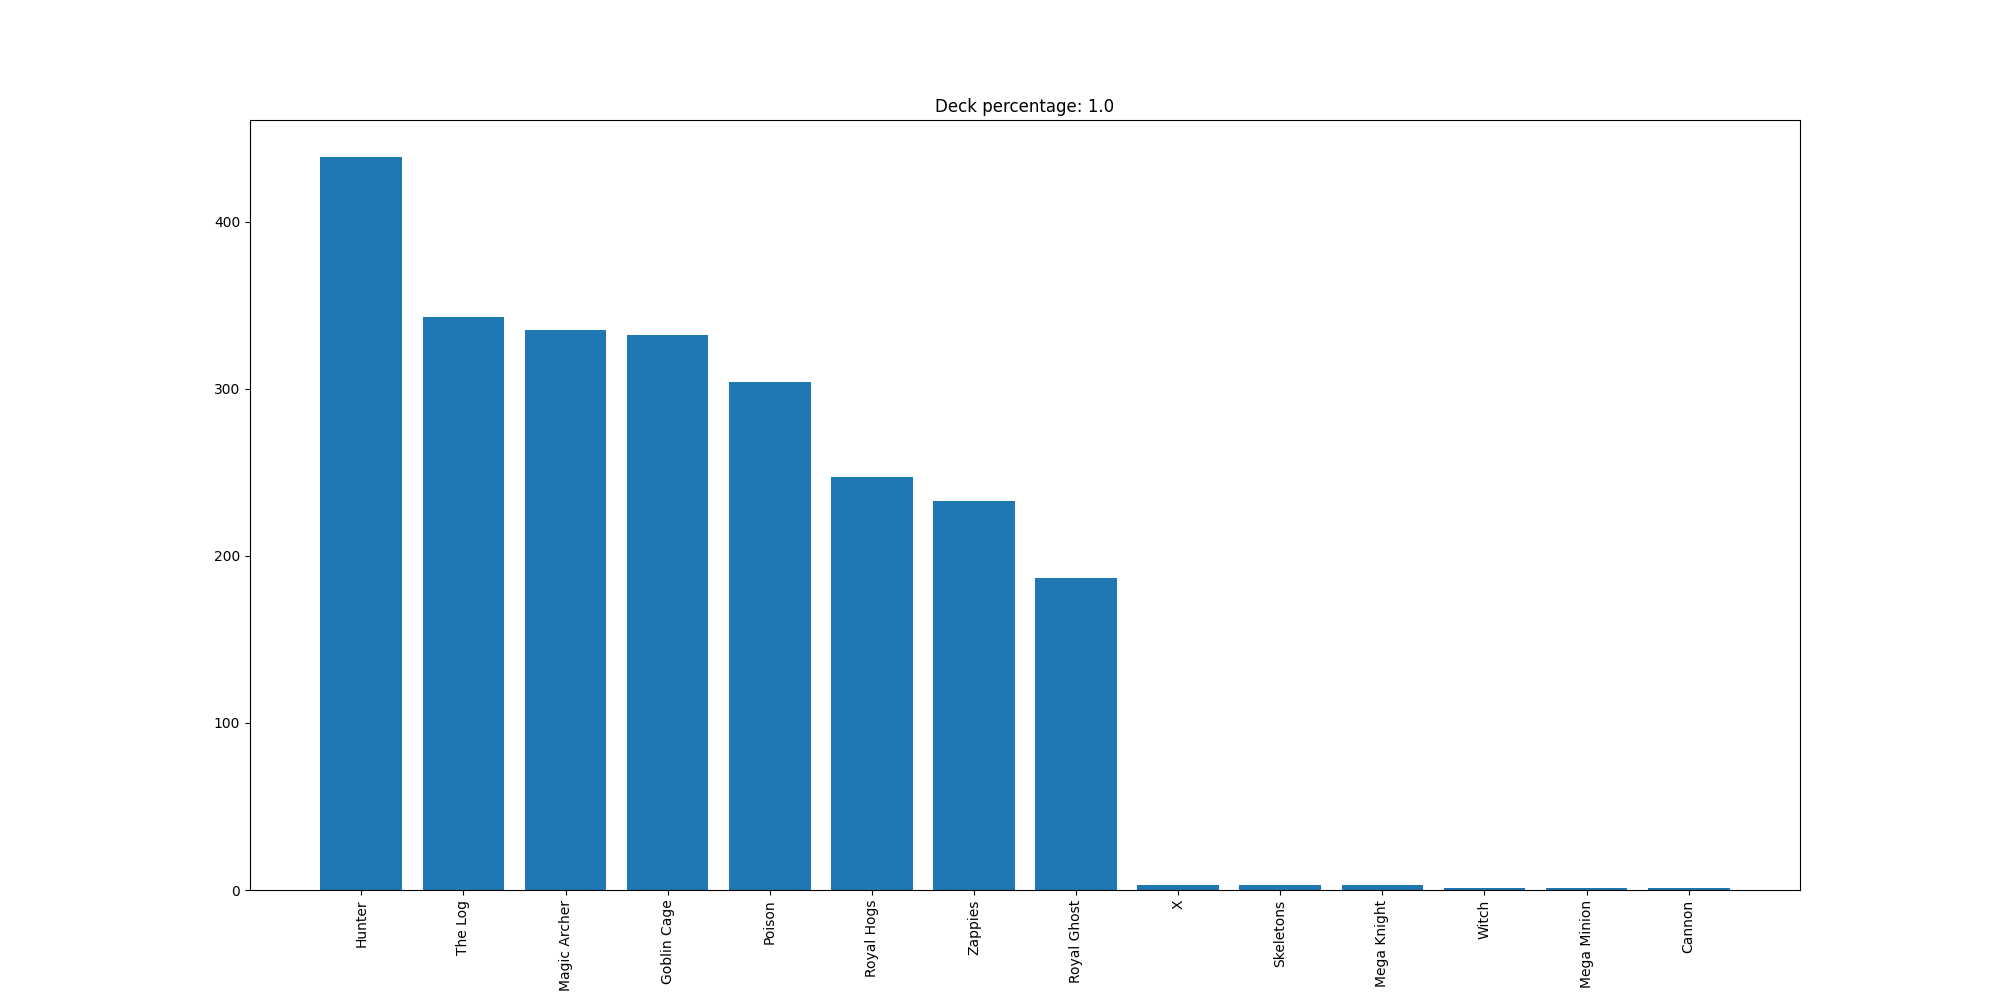 Deck percentage: 1.0
400
300
200
100
0
Hunter
The Log
Magic Archer
Goblin Cage
Poison
Royal Hogs
Zappies
Royal Ghost
X
Skeletons
Mega Knight
Witch
Mega Minion
Cannon